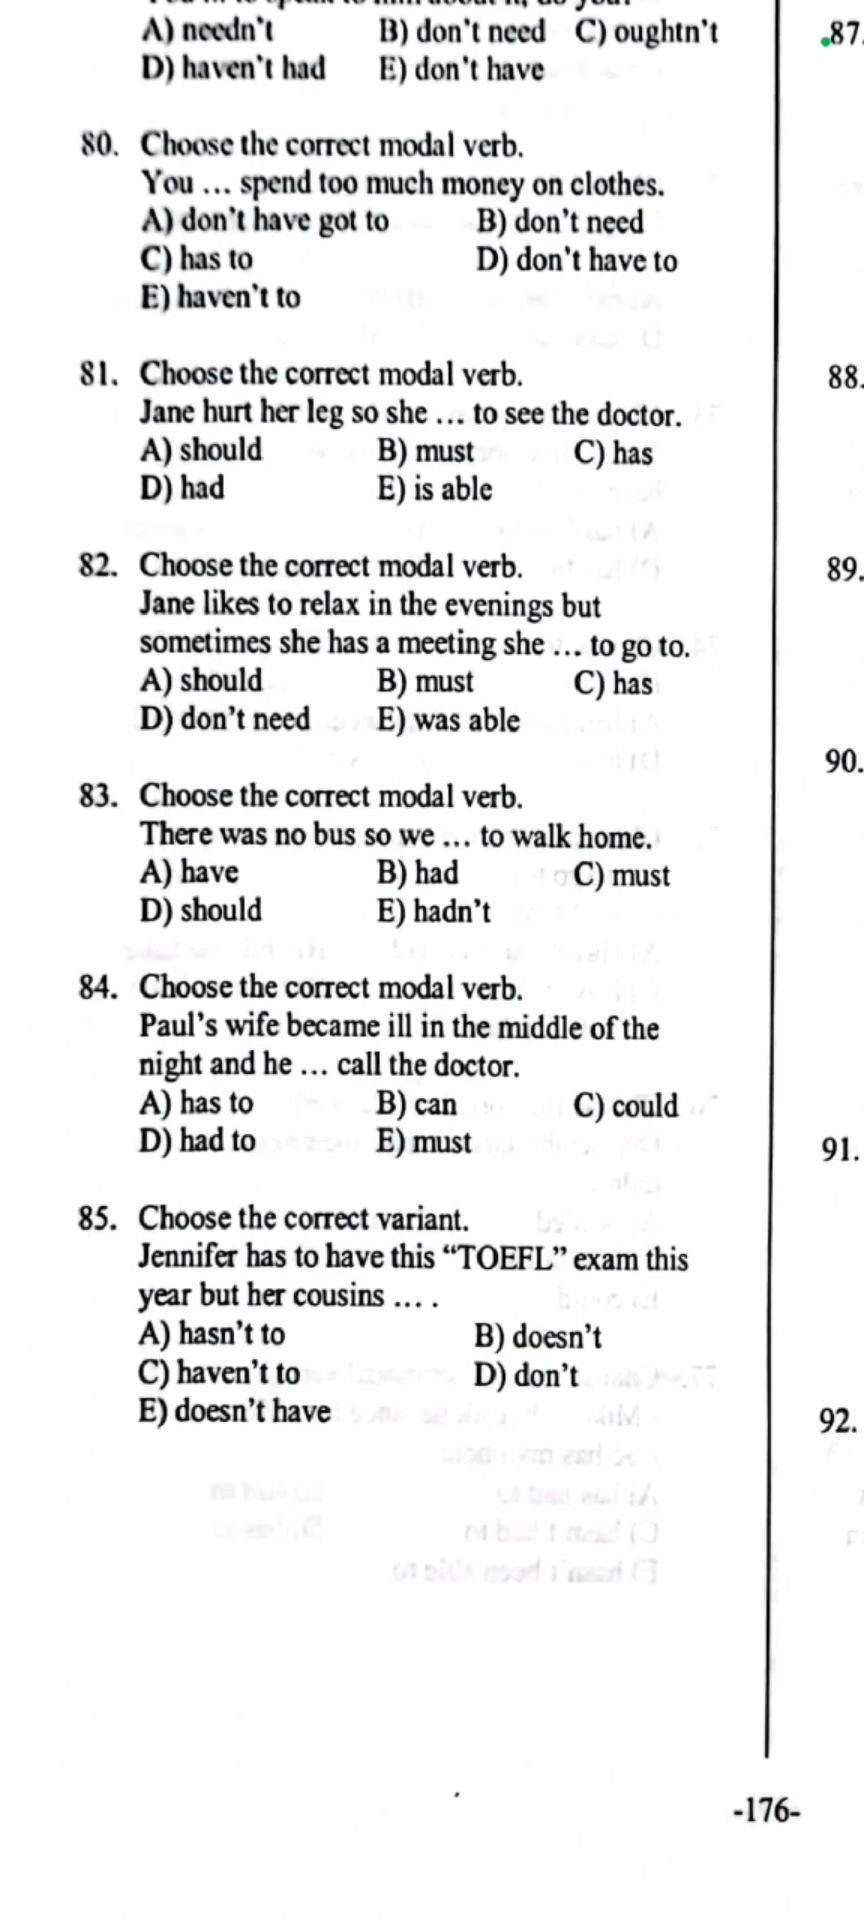 A) needn't B) don't need C) oughtn't
D) haven't had E) don't have
80. Choose the correct modal verb.
You ... spend too much money on clothes.
A) don't have got to B) don't need
C) has to D) don't have to
E) haven't to
81. Choose the correct modal verb.
Jane hurt her leg so she ... to see the doctor.
A) should B) must C) has
D) had E) is able
82. Choose the correct modal verb.
Jane likes to relax in the evenings but
sometimes she has a meeting she ... to go to.
A) should B) must C) has
D) don't need E) was able
83. Choose the correct modal verb.
There was no bus so we ... to walk home.
A) have B) had C) must
D) should E) hadn't
84. Choose the correct modal verb.
Paul's wife became ill in the middle of the
night and he ... call the doctor.
A) has to B) can C) could
D) had to E) must
85. Choose the correct variant.
Jennifer has to have this “TOEFL” exam this
year but her cousins ... .
A) hasn't to B) doesn't
C) haven't to D) don't
E) doesn't have
87.
88.
89.
90.
91.
92.
-176-